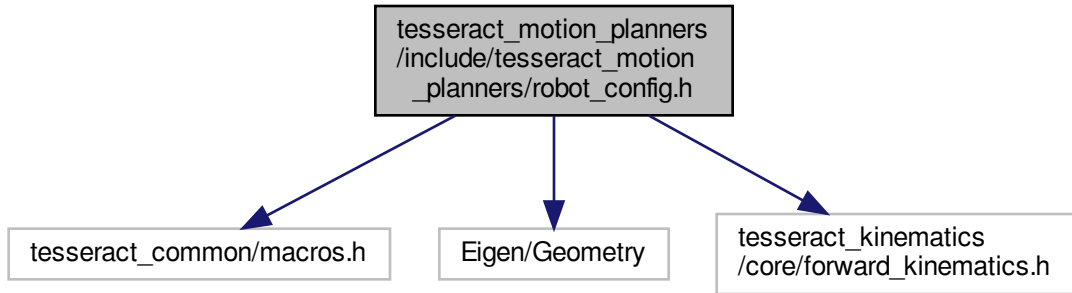 tesseract_motion_planners
/include/tesseract_motion
_planners/robot_config.h
tesseract_common/macros.h
Eigen/Geometry
tesseract_kinematics
/core/forward_kinematics.h